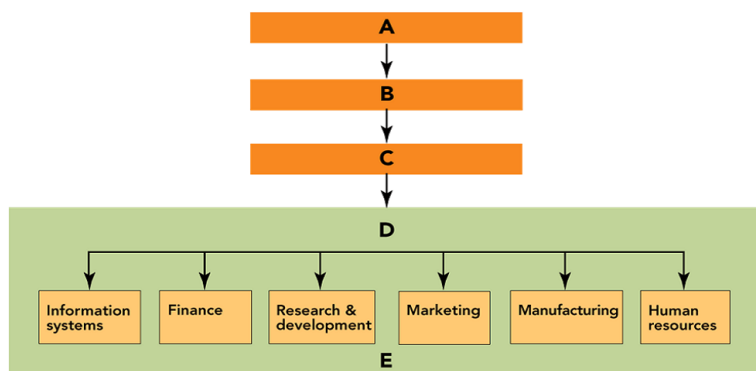 A
B
C
D
Information
systems
Finance
Research &
development
Marketing
Manufacturing
Human
resources
E